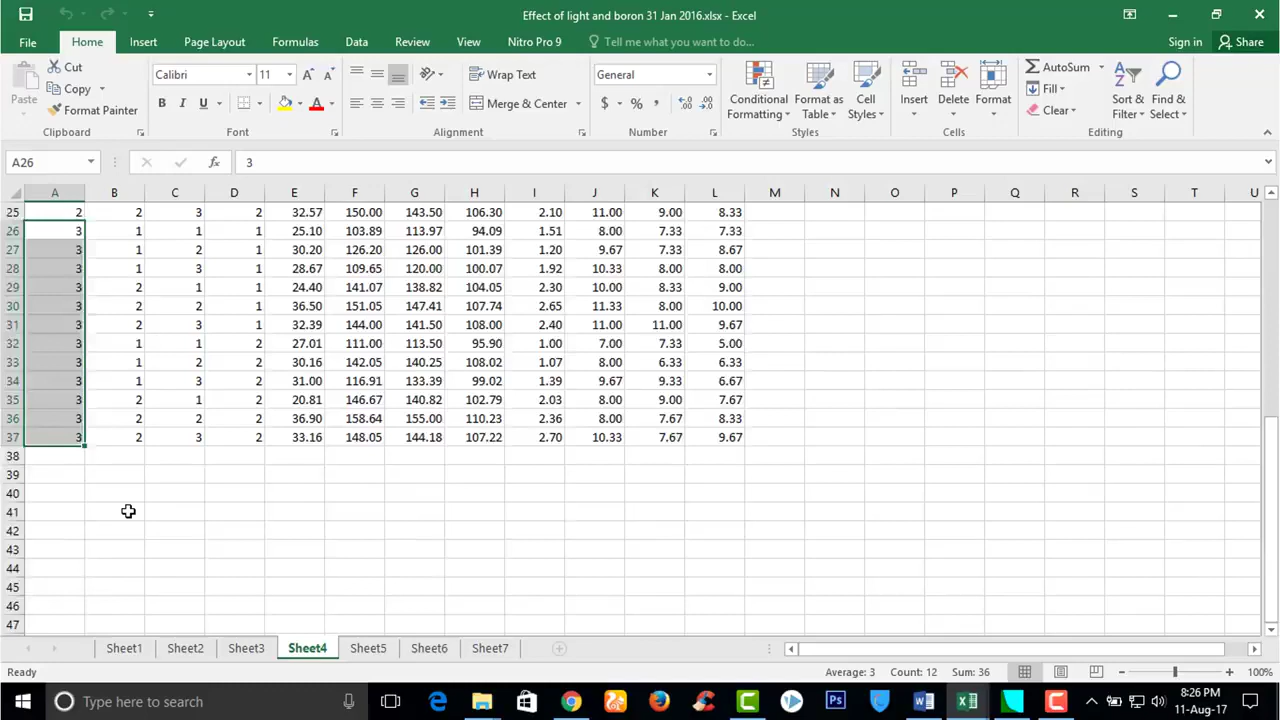 Effect of light and boron 31 Jan 2016.xlsx - Excel
File Home Insert Page Layout Formulas Data Review View Nitro Pro 9 Tell me what you want to do... Sign in Share
Paste Cut Copy Format Painter Clipboard
Calibri 11 A A B I U A Font
Wrap Text Merge & Center Alignment
General $ % , Number
Conditional Formatting Format as Table Cell Styles Styles
Insert Delete Format Cells
AutoSum Fill Clear Sort & Filter Find & Select Editing
A26 fx 3
A B C D E F G H I J K L M N O P Q R S T U
25 2 2 3 2 32.57 150.00 143.50 106.30 2.10 11.00 9.00 8.33
26 3 1 1 1 25.10 103.89 113.97 94.09 1.51 8.00 7.33 7.33
27 3 1 2 1 30.20 126.20 126.00 101.39 1.20 9.67 7.33 8.67
28 3 1 3 1 28.67 109.65 120.00 100.07 1.92 10.33 8.00 8.00
29 3 2 1 1 24.40 141.07 138.82 104.05 2.30 10.00 8.33 9.00
30 3 2 2 1 36.50 151.05 147.41 107.74 2.65 11.33 8.00 10.00
31 3 2 3 1 32.39 144.00 141.50 108.00 2.40 11.00 11.00 9.67
32 3 1 1 2 27.01 111.00 113.50 95.90 1.00 7.00 7.33 5.00
33 3 1 2 2 30.16 142.05 140.25 108.02 1.07 8.00 6.33 6.33
34 3 1 3 2 31.00 116.91 133.39 99.02 1.39 9.67 9.33 6.67
35 3 2 1 2 20.81 146.67 140.82 102.79 2.03 8.00 9.00 7.67
36 3 2 2 2 36.90 158.64 155.00 110.23 2.36 8.00 7.67 8.33
37 3 2 3 2 33.16 148.05 144.18 107.22 2.70 10.33 7.67 9.67
38
39
40
41
42
43
44
45
46
47
Sheet1 Sheet2 Sheet3 Sheet4 Sheet5 Sheet6 Sheet7
Ready Average: 3 Count: 12 Sum: 36 100%
Type here to search 8:26 PM
11-Aug-17